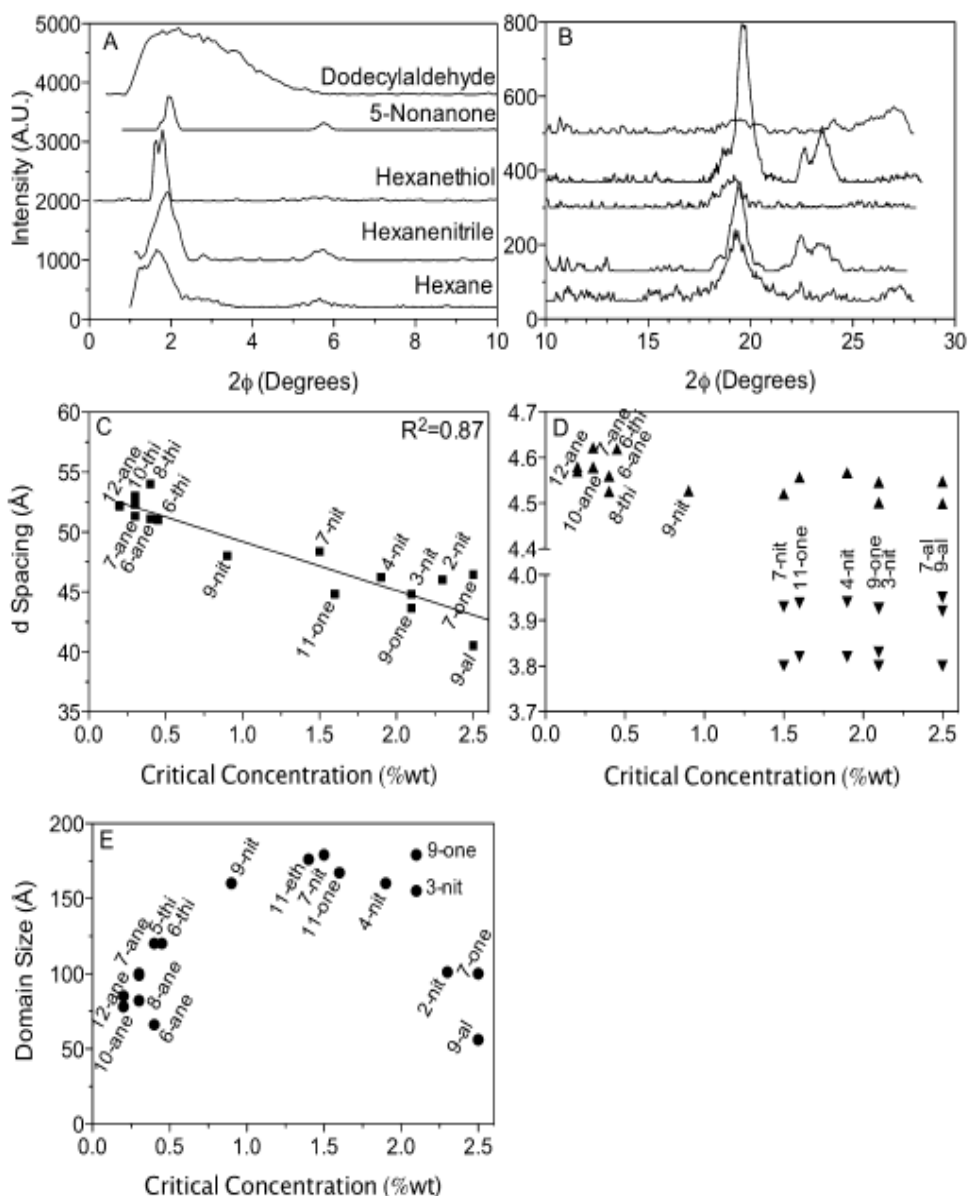 A
5000
4000
3000
2000
1000
0
Intensity (A.U.)
Dodecylaldehyde
5-Nonanone
Hexanethiol
Hexanenitrile
Hexane
0 2 4 6 8 10
2ϕ (Degrees)
B
800
600
400
200
0
10 15 20 25 30
2ϕ (Degrees)
C
R²=0.87
60
55
50
45
40
35
d Spacing (Å)
12-ane
10-thi
8-thi
7-ane
6-ane
6-thi
9-nit
7-nit
11-one
4-nit
3-nit
9-one
2-nit
7-one
9-al
0.0 0.5 1.0 1.5 2.0 2.5
Critical Concentration (%wt)
D
4.7
4.6
4.5
4.4
4.0
3.9
3.8
3.7
12-ane
10-ane
7-ane
6-thi
6-ane
8-thi
9-nit
7-nit
11-one
4-nit
9-one
3-nit
7-al
9-al
0.0 0.5 1.0 1.5 2.0 2.5
Critical Concentration (%wt)
E
200
150
100
50
0
Domain Size (Å)
12-ane
10-ane
7-ane
8-ane
6-ane
5-thi
6-thi
9-nit
11-eth
7-nit
11-one
4-nit
9-one
3-nit
2-nit
7-one
9-al
0.0 0.5 1.0 1.5 2.0 2.5
Critical Concentration (%wt)